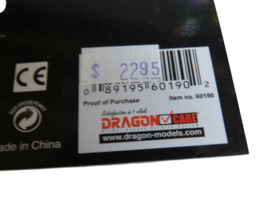 $ 2295
0 89195 60190 2
Proof of Purchase Item no. 60190
Satisfaction is 1 click
DRAGON CARE
www.dragon-models.com
CE
ade in China